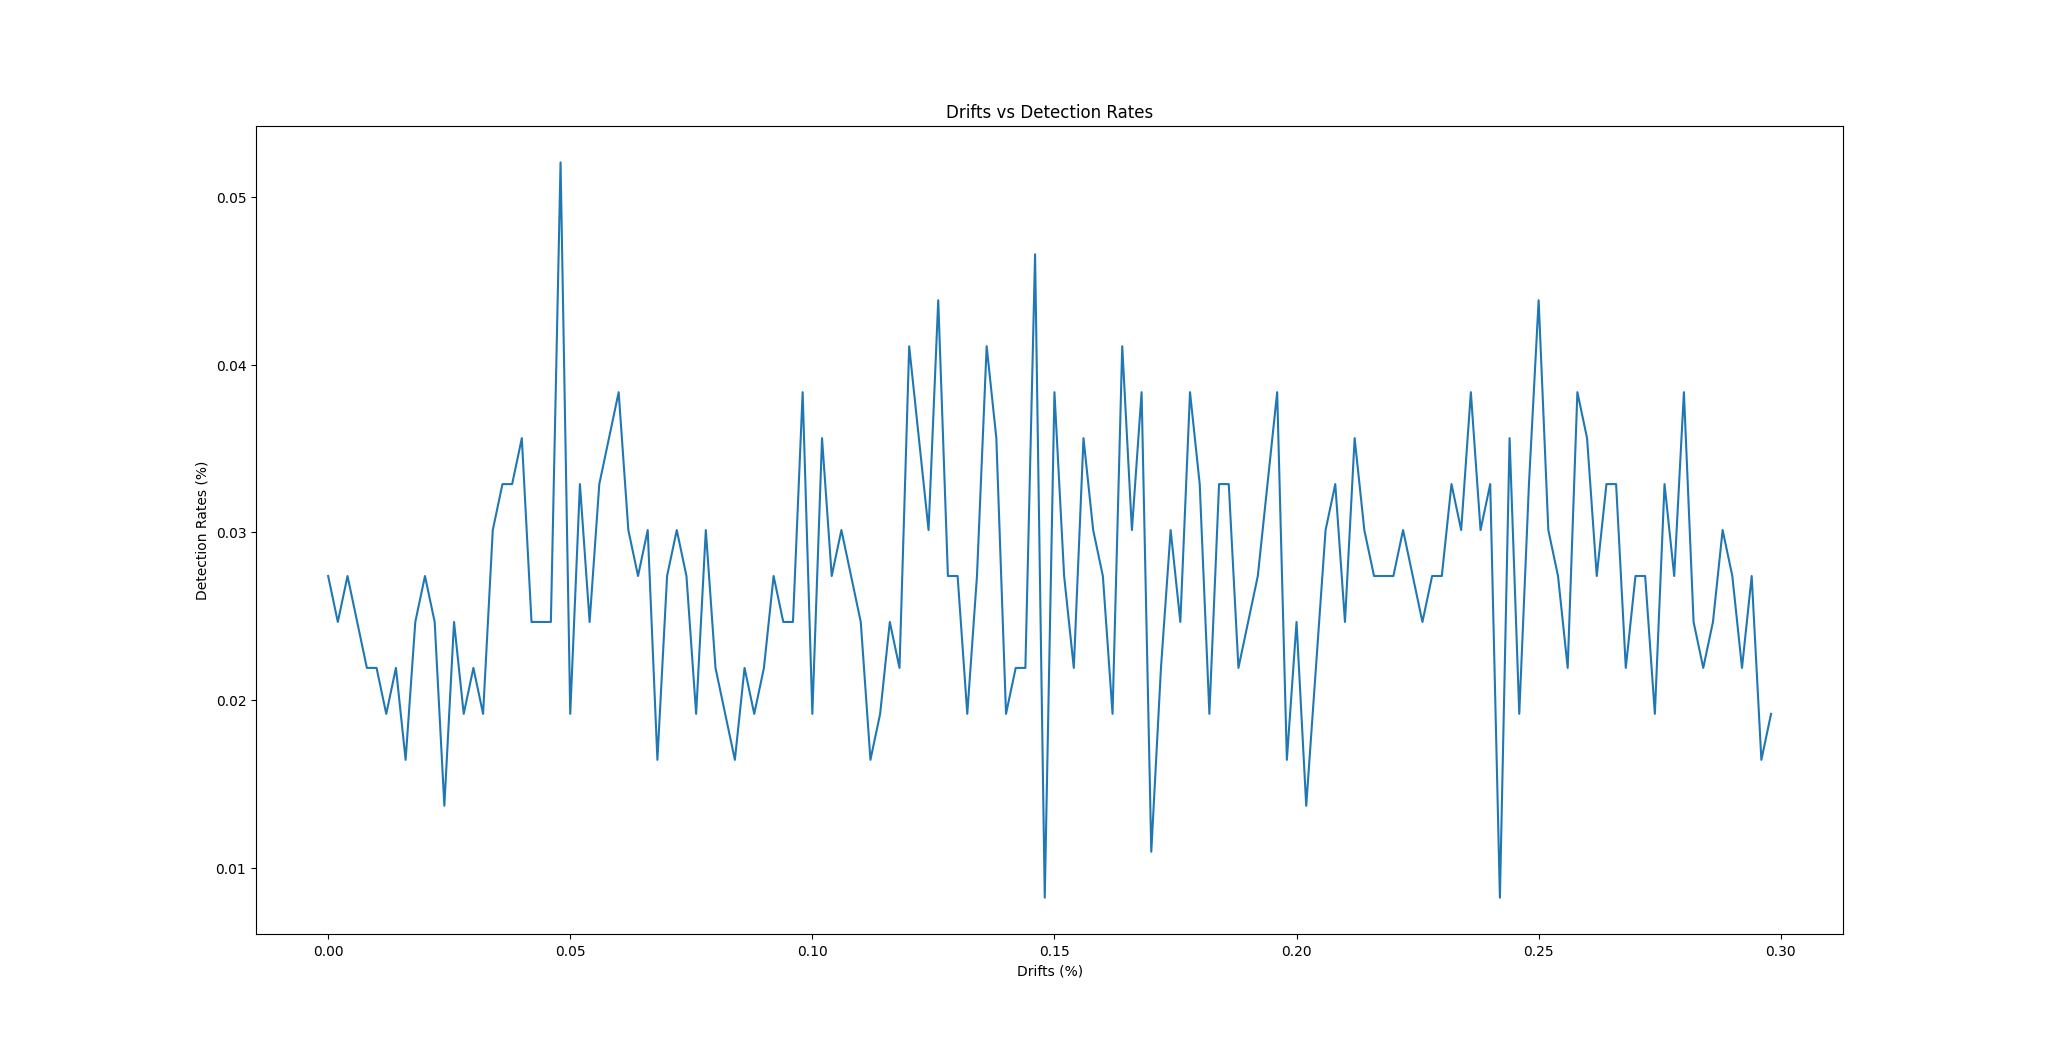 Drifts vs Detection Rates
Detection Rates (%)
0.05
0.04
0.03
0.02
0.01
0.00 0.05 0.10 0.15 0.20 0.25 0.30
Drifts (%)